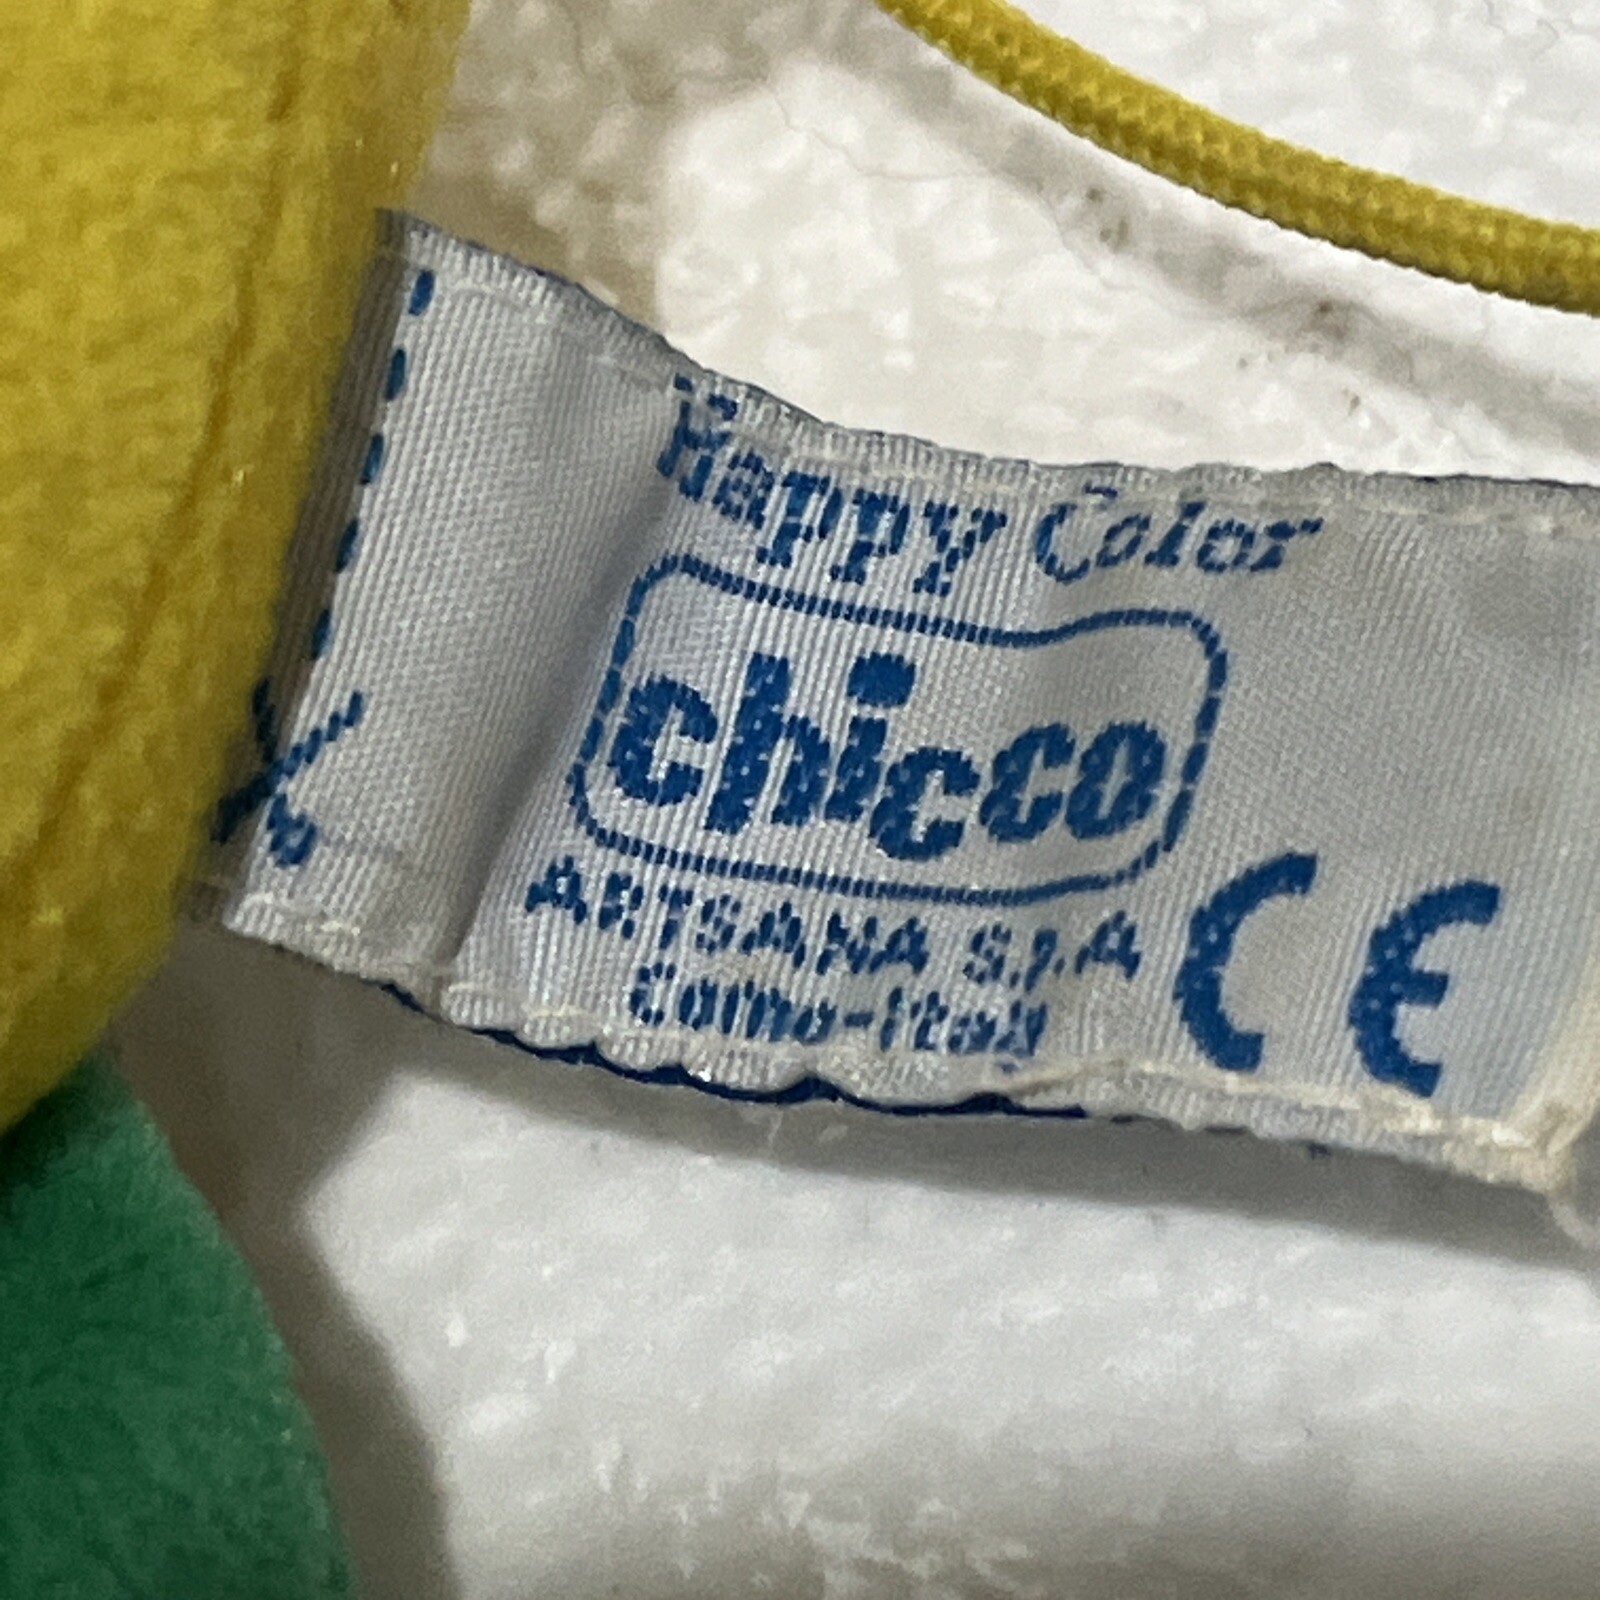 Happy Color
chicco
ARTSANA S.p.A
Como-Italy
CE